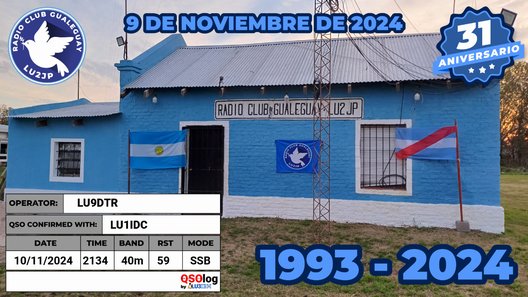 9 DE NOVIEMBRE DE 2024
RADIO CLUB GUALEGUAY
LU2JP
31
ANIVERSARIO
2024
RADIO CLUB GUALEGUAY LU2JP
OPERATOR: LU9DTR
QSO CONFIRMED WITH: LU1IDC
DATE TIME BAND RST MODE
10/11/2024 2134 40m 59 SSB
QSOlog
1993 - 2024